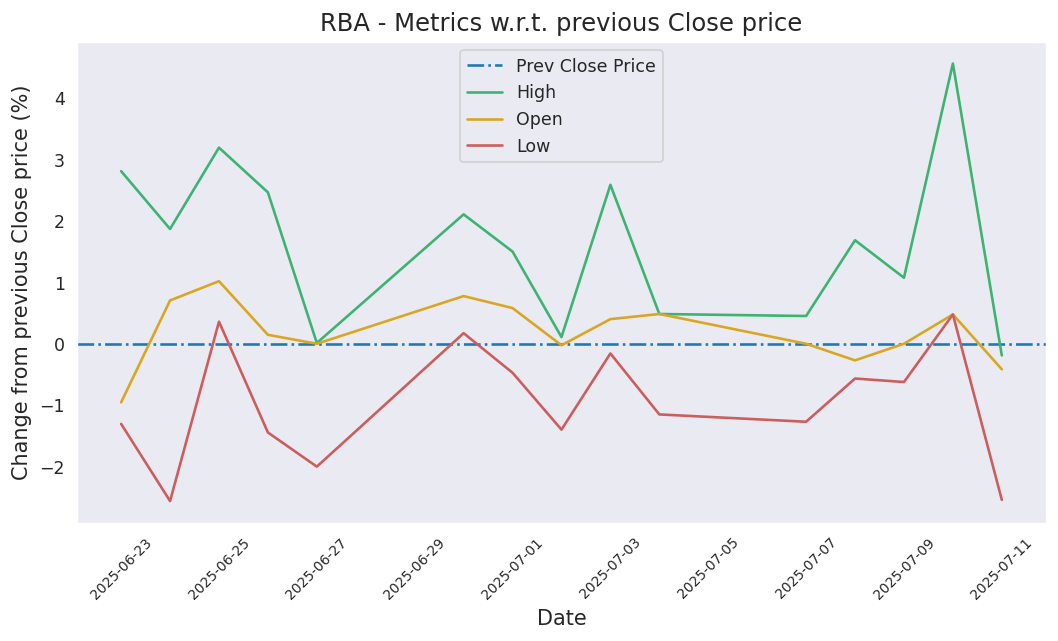 RBA - Metrics w.r.t. previous Close price
Prev Close Price
High
Open
Low
Change from previous Close price (%)
4
3
2
1
0
−1
−2
2025-06-23
2025-06-25
2025-06-27
2025-06-29
2025-07-01
2025-07-03
2025-07-05
2025-07-07
2025-07-09
2025-07-11
Date